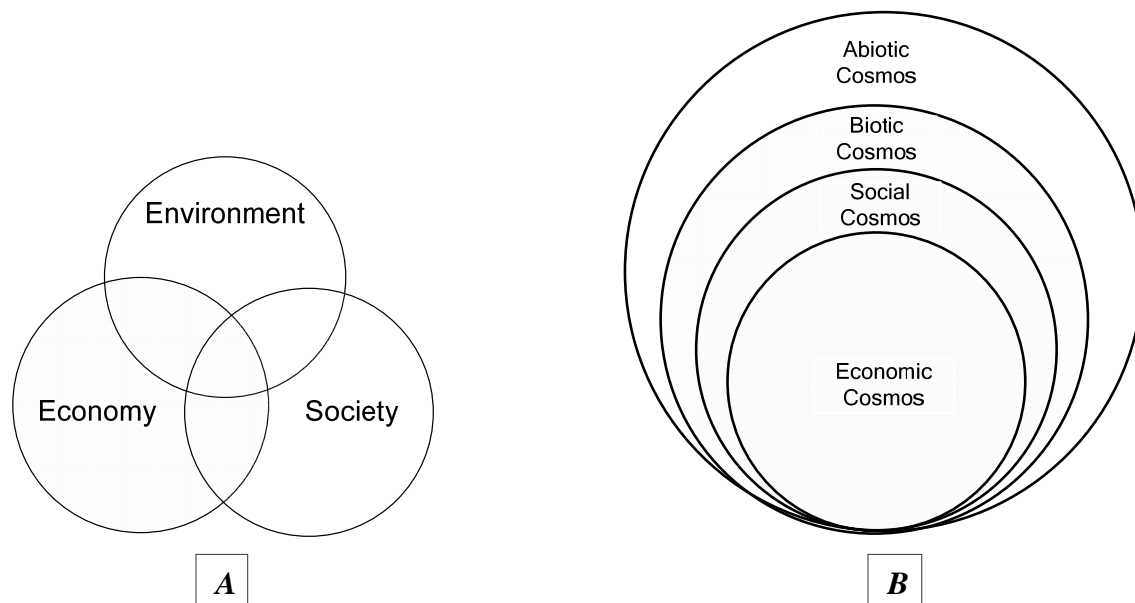 Environment
Economy
Society
A
Abiotic
Cosmos
Biotic
Cosmos
Social
Cosmos
Economic
Cosmos
B